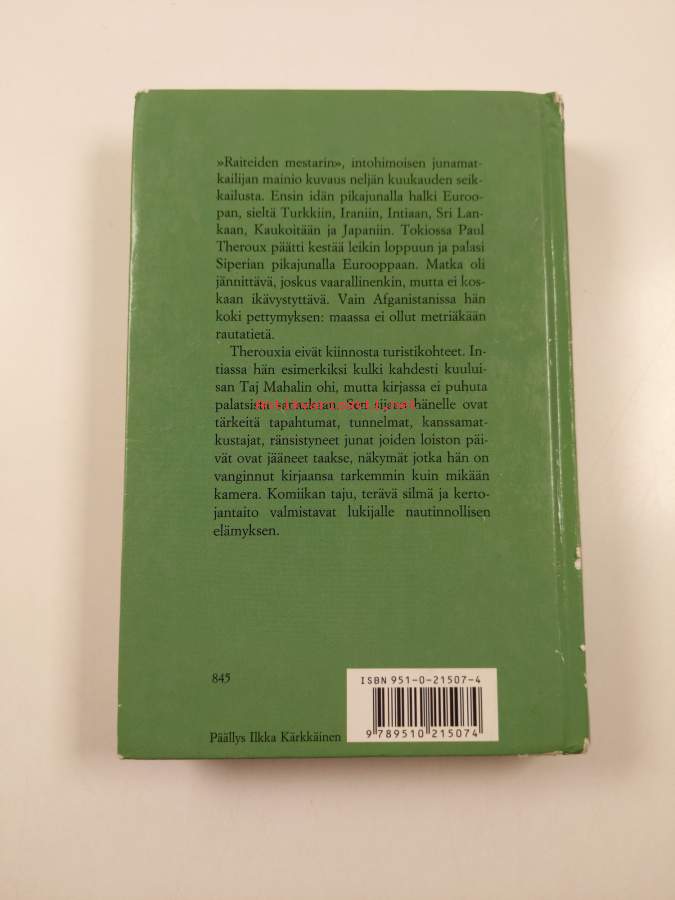 »Raiteiden mestarin», intohimoisen junamat-
kailijan mainio kuvaus neljän kuukauden seik-
kailusta. Ensin idän pikajunalla halki Euroo-
pan, sieltä Turkkiin, Iraniin, Intiaan, Sri Lan-
kaan, Kaukoitään ja Japaniin. Tokiossa Paul
Theroux päätti kestää leikin loppuun ja palasi
Siperian pikajunalla Eurooppaan. Matka oli
jännittävä, joskus vaarallinenkin, mutta ei kos-
kaan ikävystyttävä. Vain Afganistanissa hän
koki pettymyksen: maassa ei ollut metriäkään
rautatietä.
Therouxia eivät kiinnosta turistikohteet. In-
tiassa hän esimerkiksi kulki kahdesti kuului-
san Taj Mahalin ohi, mutta kirjassa ei puhuta
palatsista sanaakaan. Sen sijaan hänelle ovat
tärkeitä tapahtumat, tunnelmat, kanssamat-
kustajat, ränsistyneet junat joiden loiston päi-
vät ovat jääneet taakse, näkymät jotka hän on
vanginnut kirjaansa tarkemmin kuin mikään
kamera. Komiikan taju, terävä silmä ja kerto-
jantaito valmistavat lukijalle nautinnollisen
elämyksen.
845
ISBN 951-0-21507-4
9 789510 215074
Päällys Ilkka Kärkkäinen